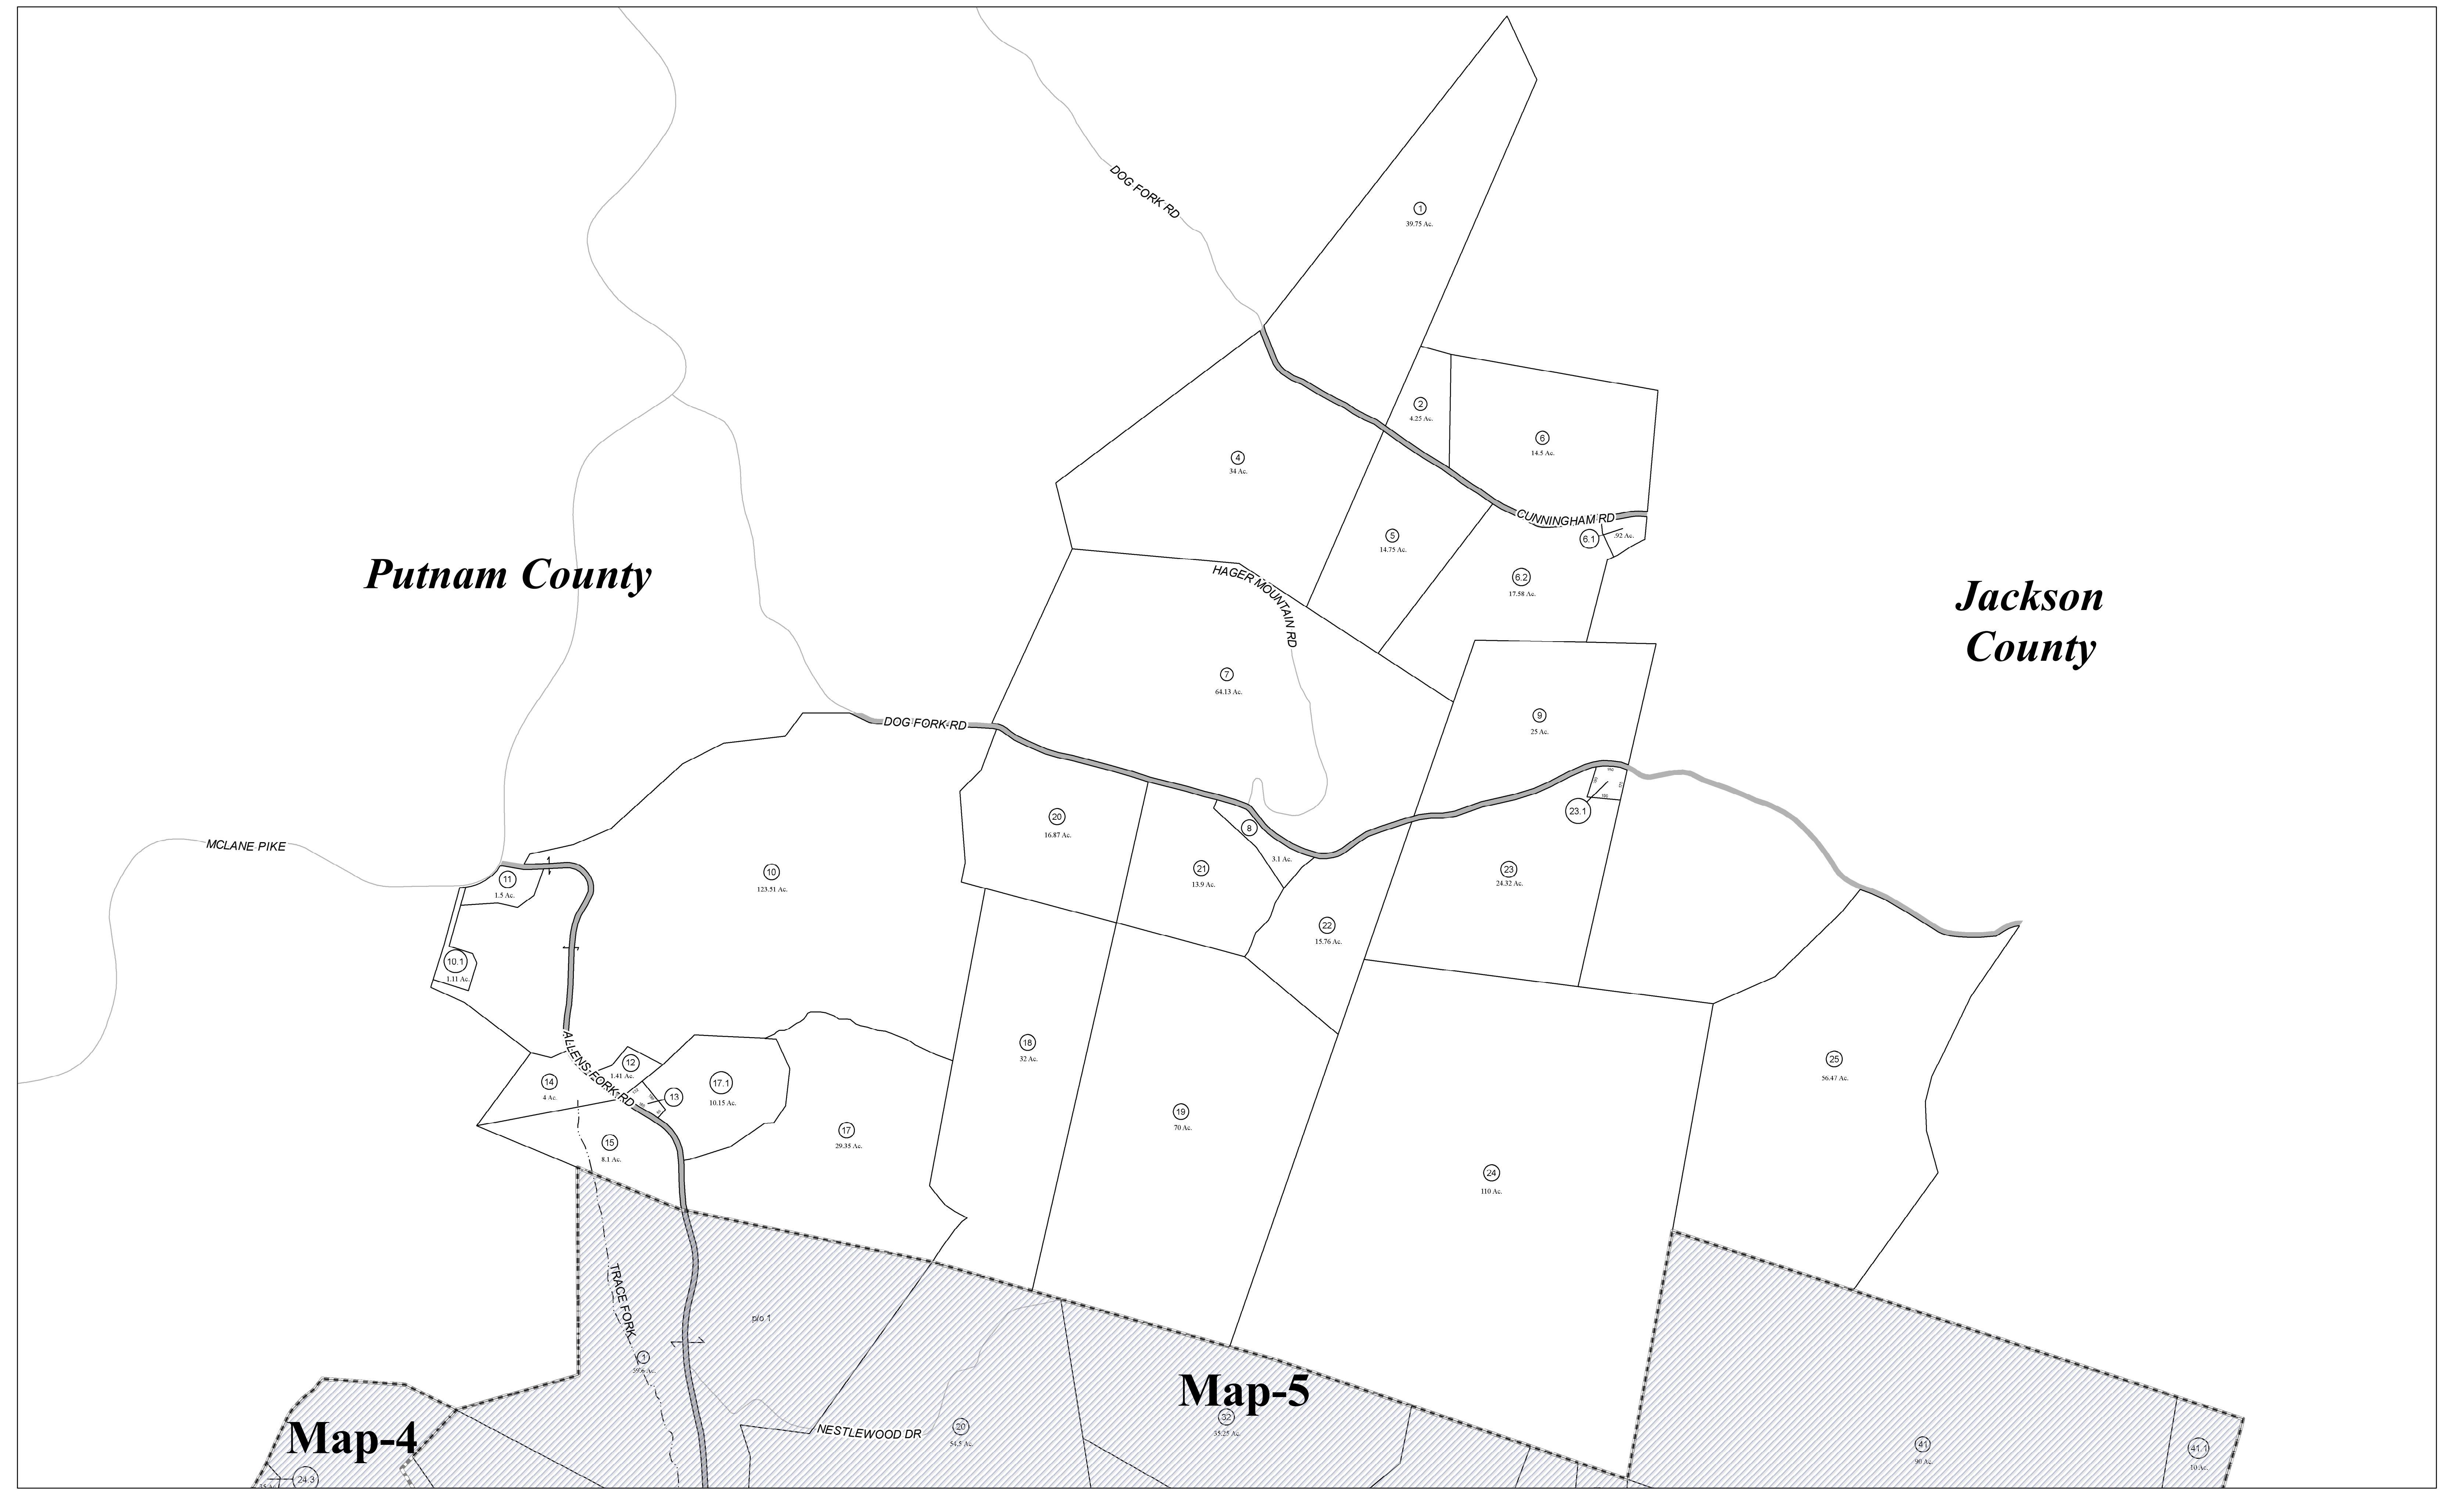 DOG FORK RD
1
39.75 Ac.
2
4.25 Ac.
6
14.5 Ac.
4
34 Ac.
CUNNINGHAM RD
6.1
.92 Ac.
5
14.75 Ac.
HAGER MOUNTAIN RD
6.2
17.58 Ac.
Putnam County
Jackson
County
7
64.13 Ac.
9
25 Ac.
DOG FORK RD
23.1
20
16.87 Ac.
8
3.1 Ac.
MCLANE PIKE
10
123.51 Ac.
11
1.5 Ac.
21
13.9 Ac.
23
24.32 Ac.
22
15.76 Ac.
10.1
1.11 Ac.
ALLENS FORK RD
12
1.41 Ac.
14
4 Ac.
13
17.1
10.15 Ac.
18
32 Ac.
25
56.47 Ac.
19
70 Ac.
17
29.35 Ac.
15
8.1 Ac.
24
110 Ac.
TRACE FORK
p/o 1
1
Map-5
32
35.25 Ac.
NESTLEWOOD DR
20
54.5 Ac.
Map-4
24.3
41
90 Ac.
41.1
10 Ac.